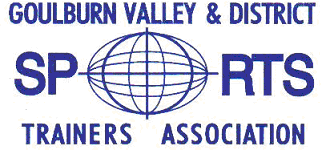 GOULBURN VALLEY & DISTRICT
SP RTS
TRAINERS ASSOCIATION